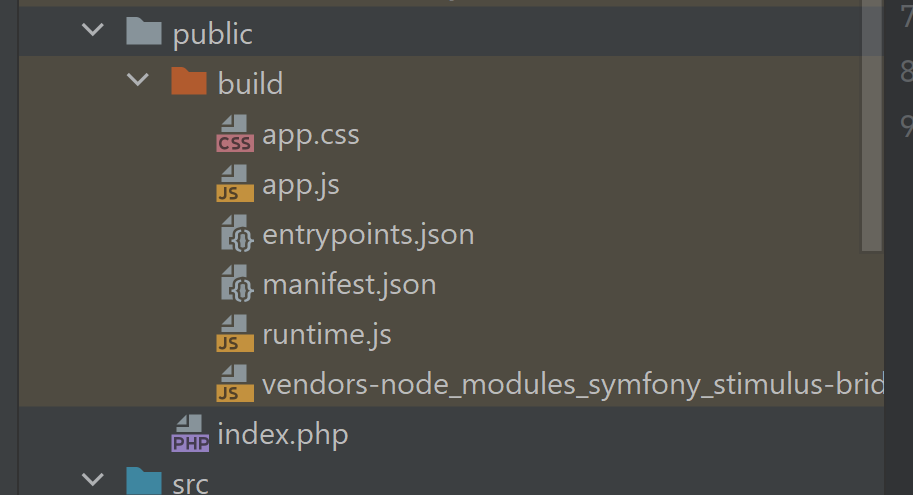 public
build
CSS app.css
JS app.js
{} entrypoints.json
{} manifest.json
JS runtime.js
JS vendors-node_modules_symfony_stimulus-brid
PHP index.php
src
7
8
9